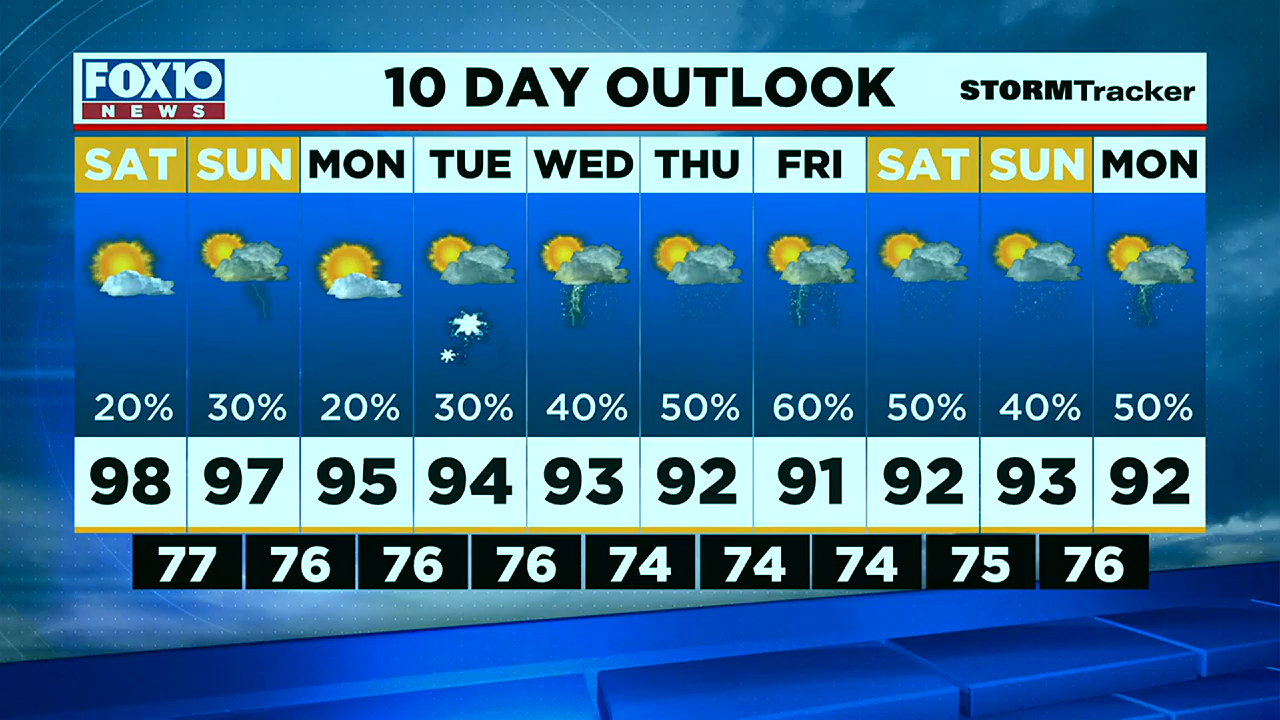 FOX10
NEWS
10 DAY OUTLOOK
STORMTracker
SAT SUN MON TUE WED THU FRI SAT SUN MON
20% 30% 20% 30% 40% 50% 60% 50% 40% 50%
98 97 95 94 93 92 91 92 93 92
77 76 76 76 74 74 74 75 76